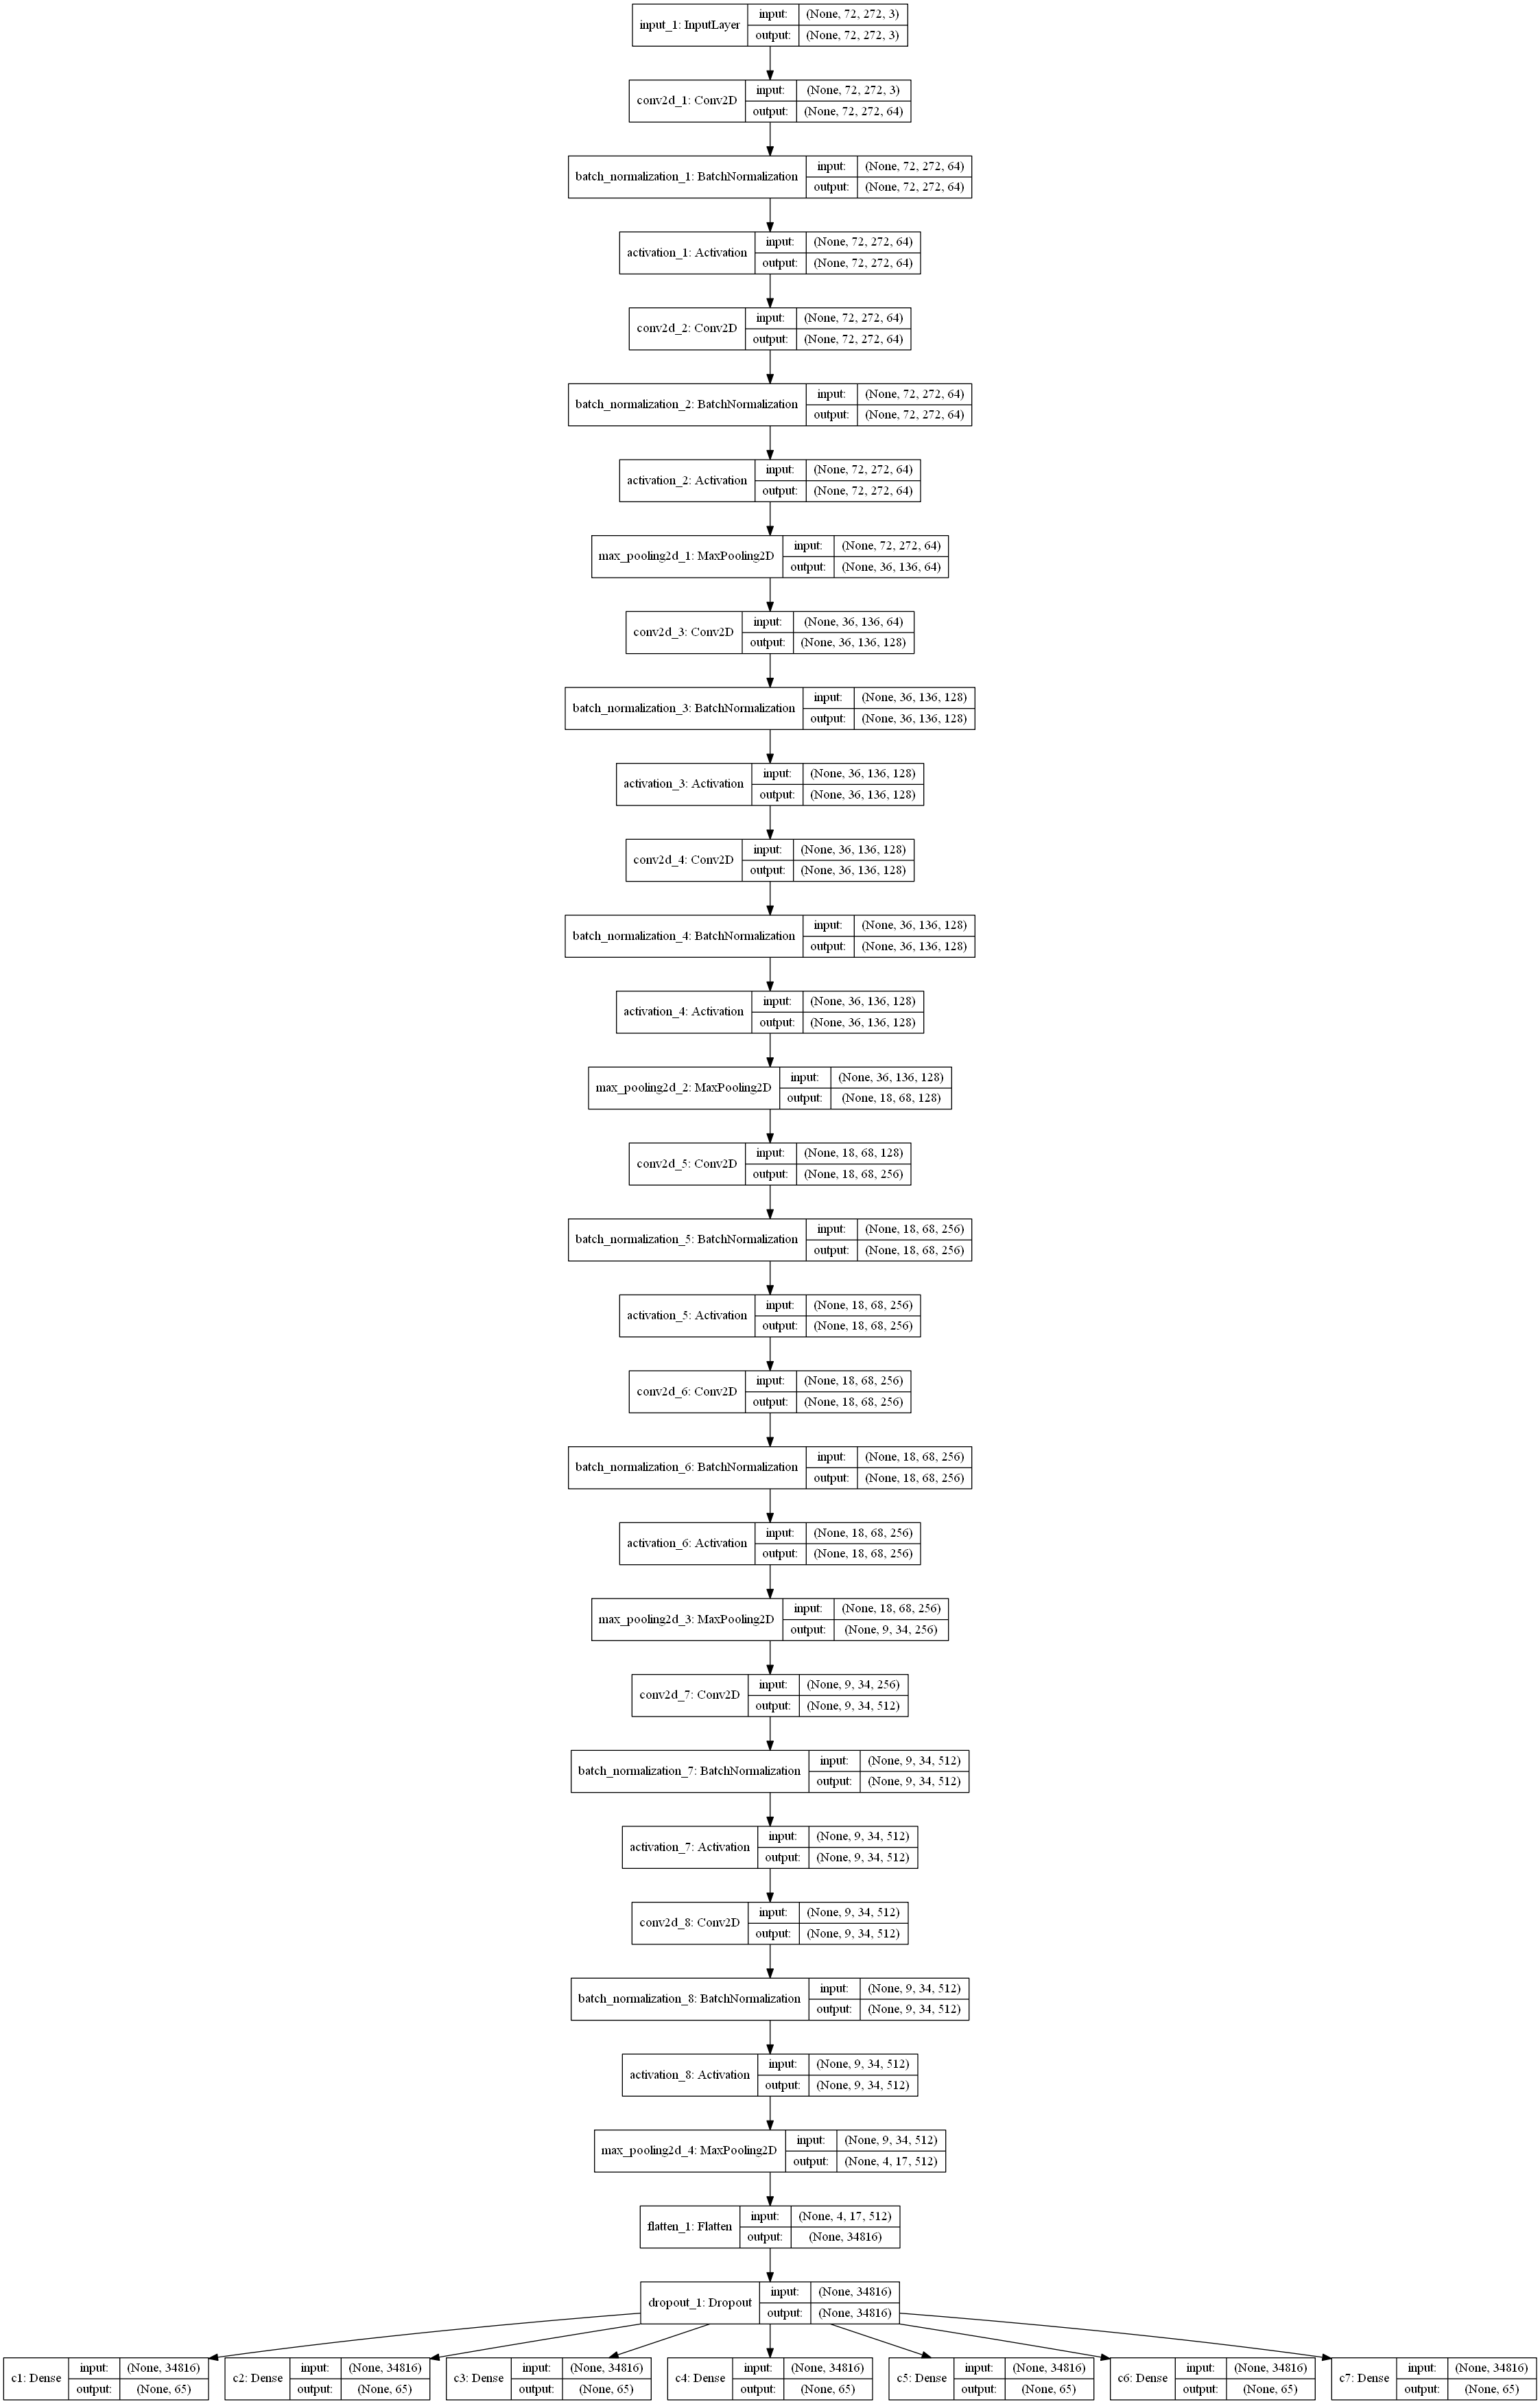 input_1: InputLayer input: (None, 72, 272, 3)
output: (None, 72, 272, 3)
conv2d_1: Conv2D input: (None, 72, 272, 3)
output: (None, 72, 272, 64)
batch_normalization_1: BatchNormalization input: (None, 72, 272, 64)
output: (None, 72, 272, 64)
activation_1: Activation input: (None, 72, 272, 64)
output: (None, 72, 272, 64)
conv2d_2: Conv2D input: (None, 72, 272, 64)
output: (None, 72, 272, 64)
batch_normalization_2: BatchNormalization input: (None, 72, 272, 64)
output: (None, 72, 272, 64)
activation_2: Activation input: (None, 72, 272, 64)
output: (None, 72, 272, 64)
max_pooling2d_1: MaxPooling2D input: (None, 72, 272, 64)
output: (None, 36, 136, 64)
conv2d_3: Conv2D input: (None, 36, 136, 64)
output: (None, 36, 136, 128)
batch_normalization_3: BatchNormalization input: (None, 36, 136, 128)
output: (None, 36, 136, 128)
activation_3: Activation input: (None, 36, 136, 128)
output: (None, 36, 136, 128)
conv2d_4: Conv2D input: (None, 36, 136, 128)
output: (None, 36, 136, 128)
batch_normalization_4: BatchNormalization input: (None, 36, 136, 128)
output: (None, 36, 136, 128)
activation_4: Activation input: (None, 36, 136, 128)
output: (None, 36, 136, 128)
max_pooling2d_2: MaxPooling2D input: (None, 36, 136, 128)
output: (None, 18, 68, 128)
conv2d_5: Conv2D input: (None, 18, 68, 128)
output: (None, 18, 68, 256)
batch_normalization_5: BatchNormalization input: (None, 18, 68, 256)
output: (None, 18, 68, 256)
activation_5: Activation input: (None, 18, 68, 256)
output: (None, 18, 68, 256)
conv2d_6: Conv2D input: (None, 18, 68, 256)
output: (None, 18, 68, 256)
batch_normalization_6: BatchNormalization input: (None, 18, 68, 256)
output: (None, 18, 68, 256)
activation_6: Activation input: (None, 18, 68, 256)
output: (None, 18, 68, 256)
max_pooling2d_3: MaxPooling2D input: (None, 18, 68, 256)
output: (None, 9, 34, 256)
conv2d_7: Conv2D input: (None, 9, 34, 256)
output: (None, 9, 34, 512)
batch_normalization_7: BatchNormalization input: (None, 9, 34, 512)
output: (None, 9, 34, 512)
activation_7: Activation input: (None, 9, 34, 512)
output: (None, 9, 34, 512)
conv2d_8: Conv2D input: (None, 9, 34, 512)
output: (None, 9, 34, 512)
batch_normalization_8: BatchNormalization input: (None, 9, 34, 512)
output: (None, 9, 34, 512)
activation_8: Activation input: (None, 9, 34, 512)
output: (None, 9, 34, 512)
max_pooling2d_4: MaxPooling2D input: (None, 9, 34, 512)
output: (None, 4, 17, 512)
flatten_1: Flatten input: (None, 4, 17, 512)
output: (None, 34816)
dropout_1: Dropout input: (None, 34816)
output: (None, 34816)
c1: Dense input: (None, 34816)
output: (None, 65)
c2: Dense input: (None, 34816)
output: (None, 65)
c3: Dense input: (None, 34816)
output: (None, 65)
c4: Dense input: (None, 34816)
output: (None, 65)
c5: Dense input: (None, 34816)
output: (None, 65)
c6: Dense input: (None, 34816)
output: (None, 65)
c7: Dense input: (None, 34816)
output: (None, 65)